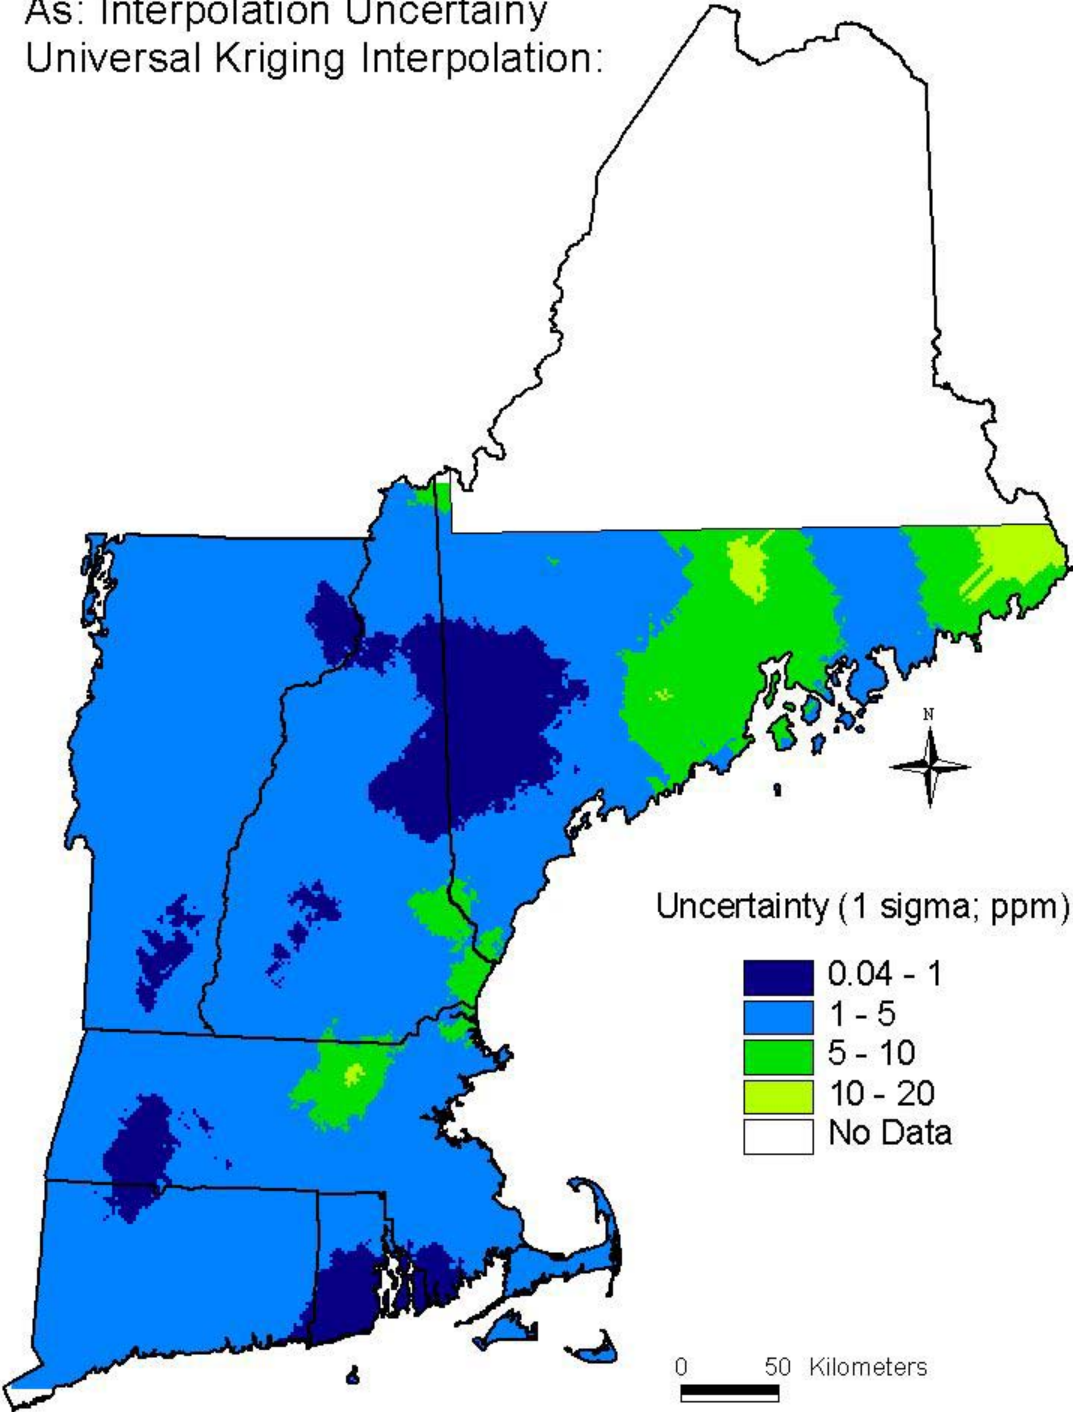 As: Interpolation Uncertainy
Universal Kriging Interpolation:
N
Uncertainty (1 sigma; ppm)
0.04 - 1
1 - 5
5 - 10
10 - 20
No Data
0 50 Kilometers